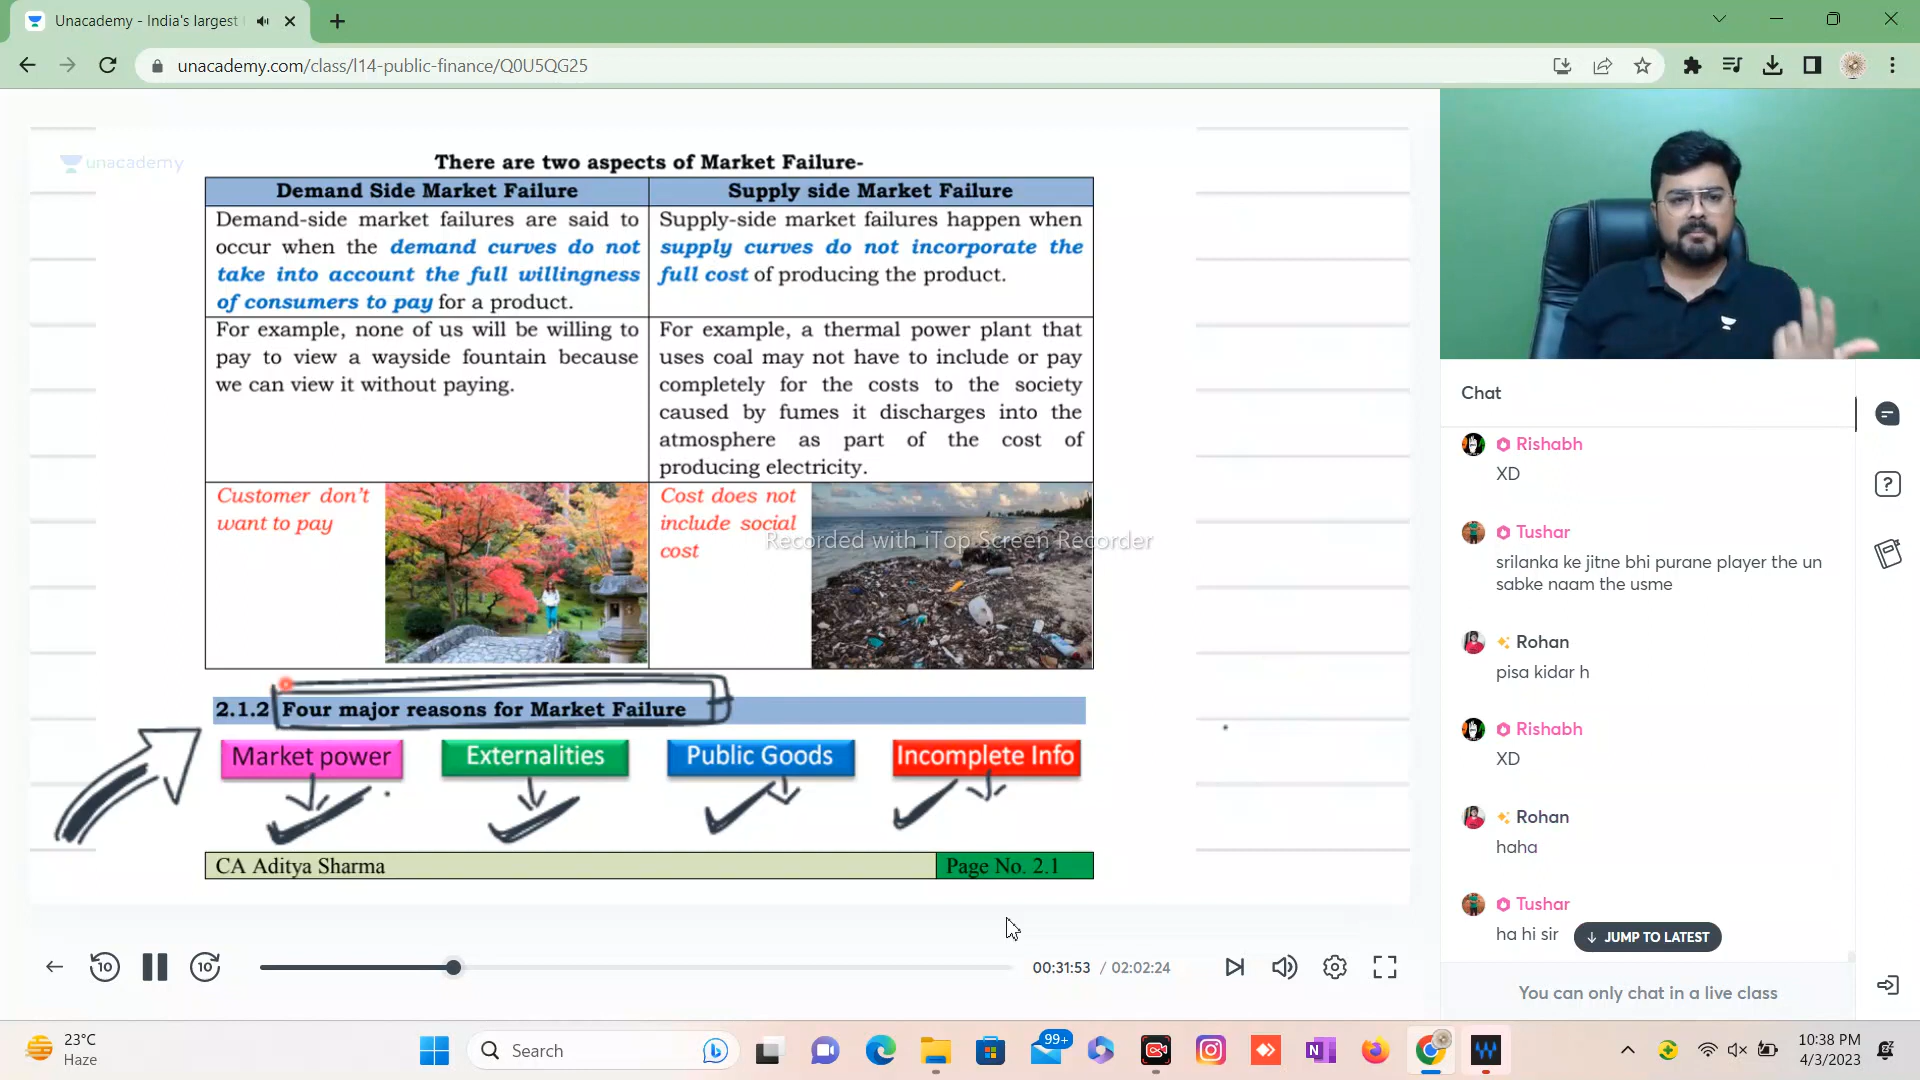 Unacademy - India's largest
unacademy.com/class/l14-public-finance/Q0U5QG25
unacademy
There are two aspects of Market Failure-
Demand Side Market Failure
Supply side Market Failure
Demand-side market failures are said to
occur when the demand curves do not
take into account the full willingness
of consumers to pay for a product.
Supply-side market failures happen when
supply curves do not incorporate the
full cost of producing the product.
For example, none of us will be willing to
pay to view a wayside fountain because
we can view it without paying.
For example, a thermal power plant that
uses coal may not have to include or pay
completely for the costs to the society
caused by fumes it discharges into the
atmosphere as part of the cost of
producing electricity.
Customer don't
want to pay
Cost does not
include social
cost
Recorded with iTop Screen Recorder
2.1.2 Four major reasons for Market Failure
Market power
Externalities
Public Goods
Incomplete Info
CA Aditya Sharma
Page No. 2.1
10
10
00:31:53 / 02:02:24
Chat
Rishabh
XD
Tushar
srilanka ke jitne bhi purane player the un
sabke naam the usme
Rohan
pisa kidar h
Rishabh
XD
Rohan
haha
Tushar
ha hi sir
JUMP TO LATEST
You can only chat in a live class
23°C
Haze
Search
99+
10:38 PM
4/3/2023